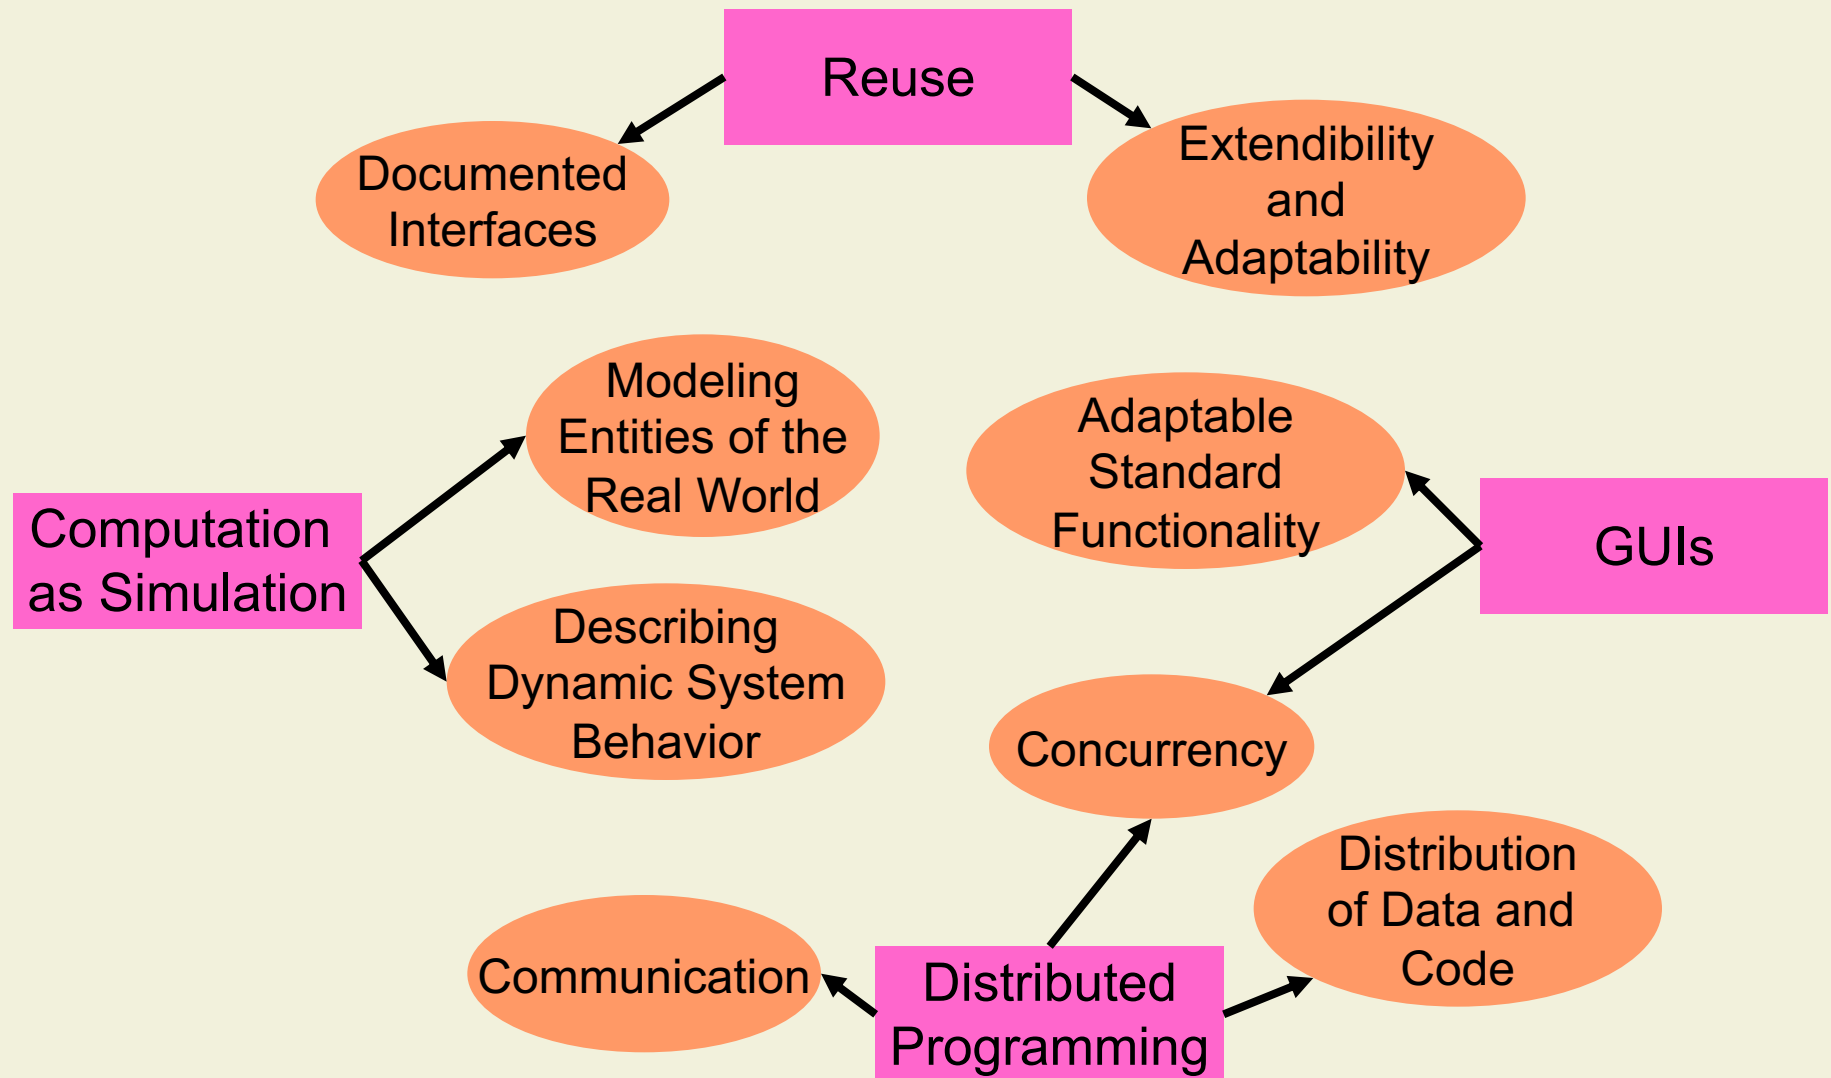 Reuse
Documented
Interfaces
Extendibility
and
Adaptability
Modeling
Entities of the
Real World
Adaptable
Standard
Functionality
Computation
as Simulation
GUIs
Describing
Dynamic System
Behavior
Concurrency
Distribution
of Data and
Code
Communication
Distributed
Programming